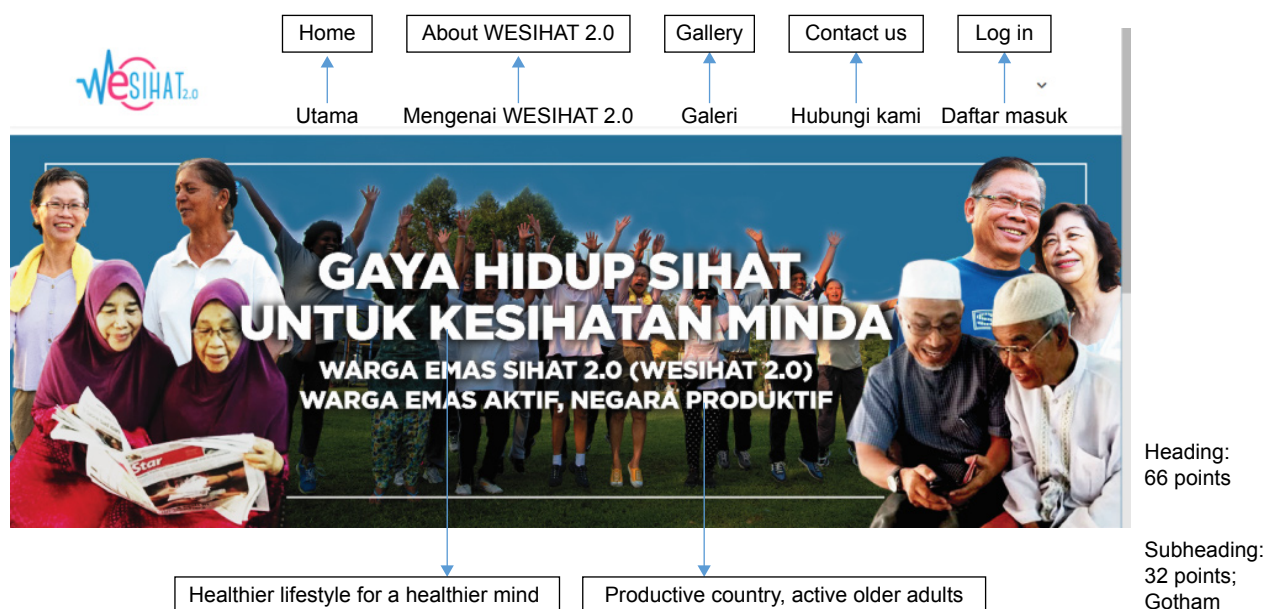 Home About WESIHAT 2.0 Gallery Contact us Log in
WeSIHAT 2.0
Utama Mengenai WESIHAT 2.0 Galeri Hubungi kami Daftar masuk
GAYA HIDUP SIHAT
UNTUK KESIHATAN MINDA
WARGA EMAS SIHAT 2.0 (WESIHAT 2.0)
WARGA EMAS AKTIF, NEGARA PRODUKTIF
Star
Heading:
66 points
Subheading:
32 points;
Gotham
Healthier lifestyle for a healthier mind
Productive country, active older adults